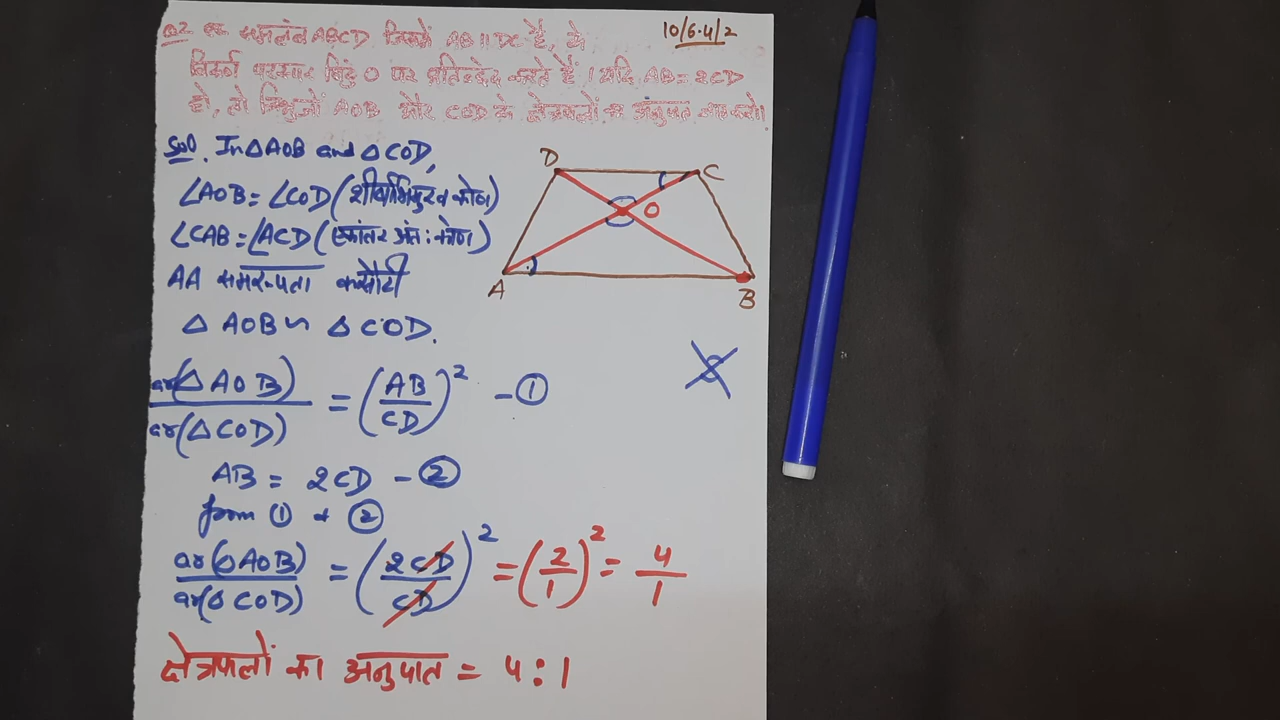 10/6.4/2
Q2 एक समलंब ABCD जिसमें AB || DC है, के
विकर्ण परस्पर बिंदु O पर प्रतिच्छेद करते हैं। यदि AB = 2CD
हो, तो त्रिभुजों AOB और COD के क्षेत्रफलों का अनुपात ज्ञात करो।
Sol. In △AOB and △COD,
∠AOB = ∠COD (शीर्षाभिमुख कोण)
∠CAB = ∠ACD (एकांतर अंतः कोण)
AA समरूपता कसौटी
△ AOB ~ △ COD.
ar(△AOB)/ar(△COD) = (AB/CD)² - ①
AB = 2CD - ②
from ① + ②
ar(△AOB)/ar(△COD) = (2CD/CD)² = (2/1)² = 4/1
क्षेत्रफलों का अनुपात = 4 : 1
D C
O
A B